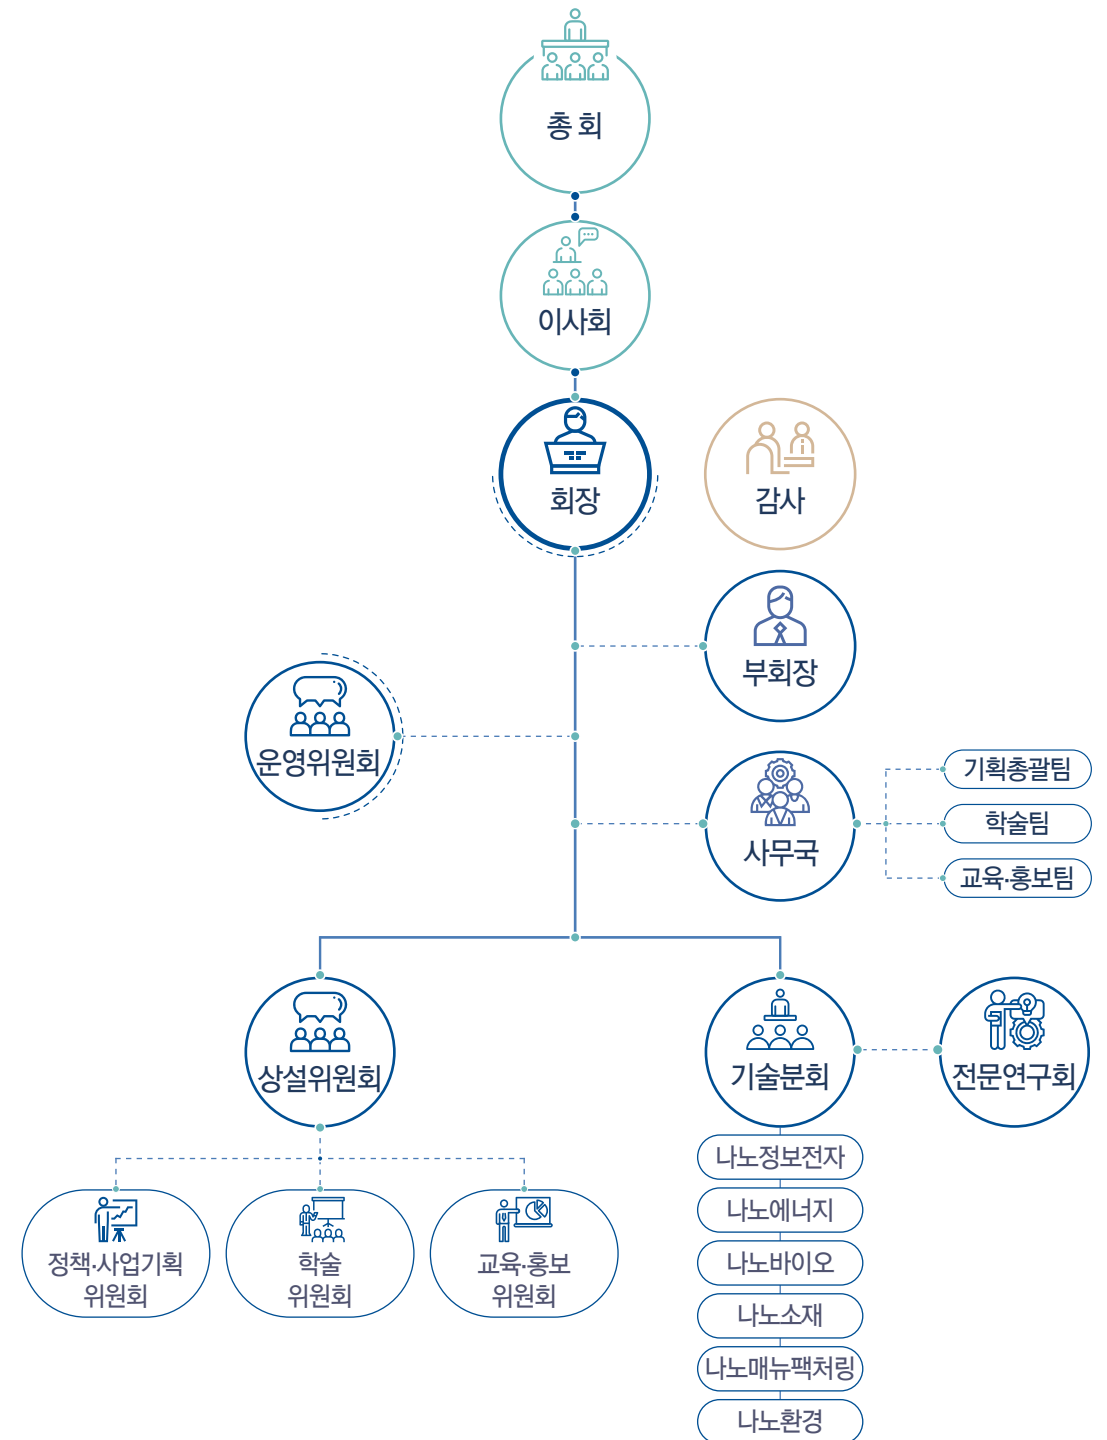 총 회
이사회
회장
감사
부회장
운영위원회
사무국
기획총괄팀
학술팀
교육·홍보팀
상설위원회
기술분회
전문연구회
정책·사업기획
위원회
학술
위원회
교육·홍보
위원회
나노정보전자
나노에너지
나노바이오
나노소재
나노매뉴팩처링
나노환경